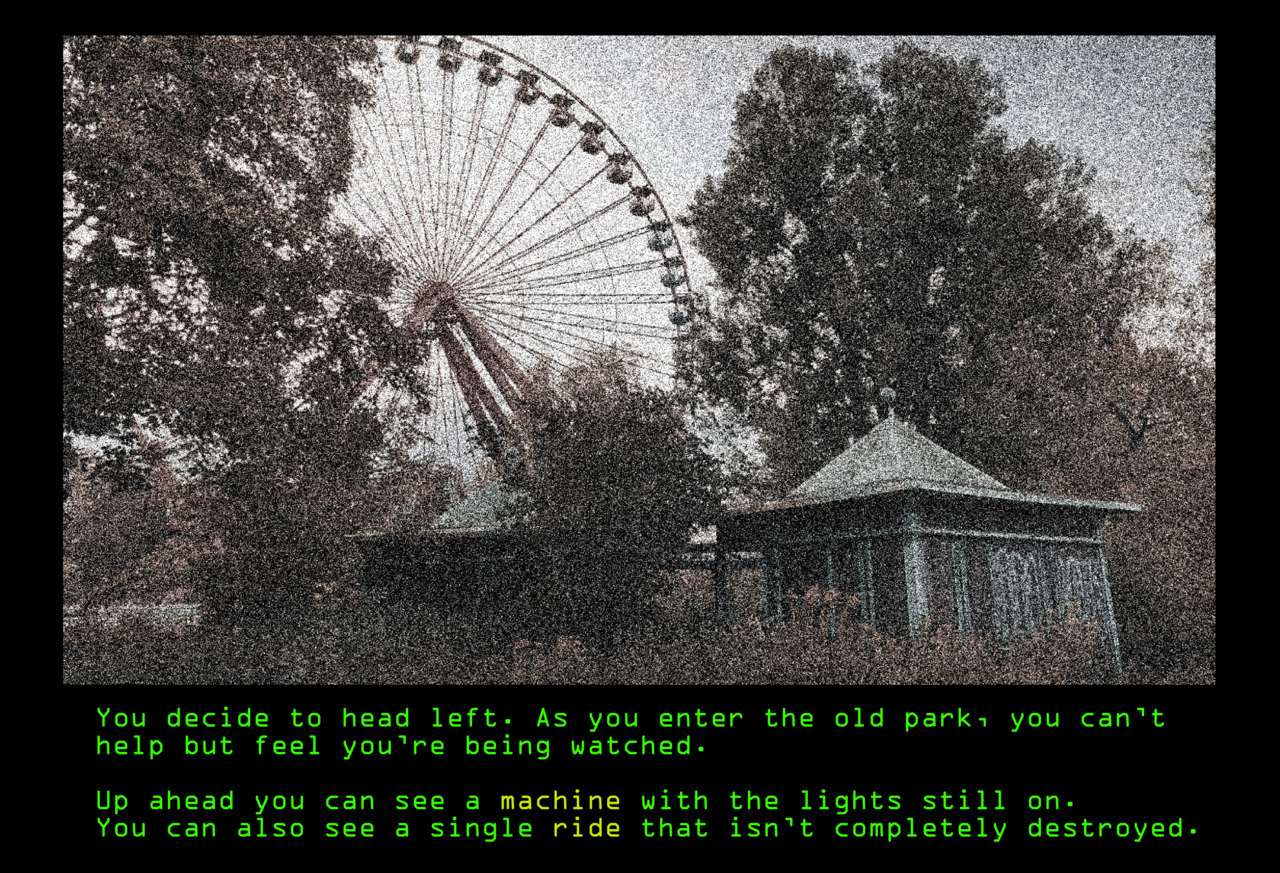 You decide to head left. As you enter the old park, you can't
help but feel you're being watched.
Up ahead you can see a machine with the lights still on.
You can also see a single ride that isn't completely destroyed.